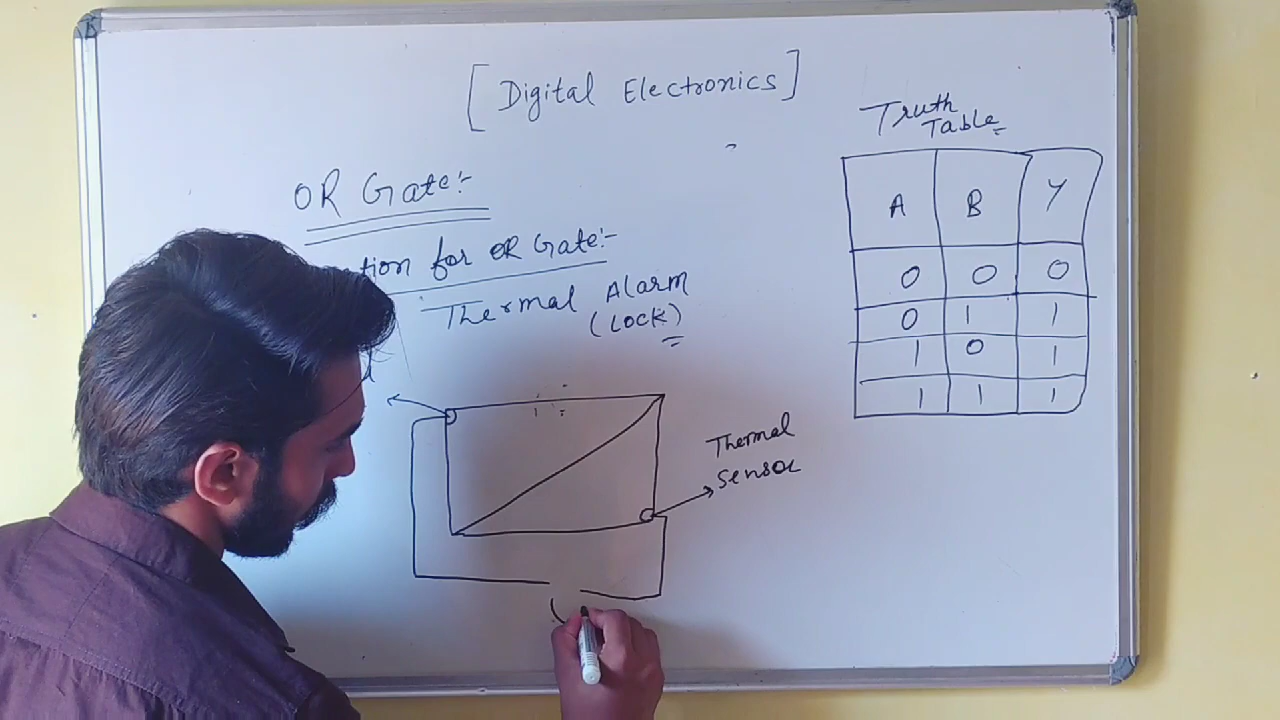 [Digital Electronics]
OR Gate:-
tion for OR Gate:-
Thermal Alarm
(Lock)
Thermal
Sensor
Truth
Table
A B Y
0 0 0
0 1 1
1 0 1
1 1 1